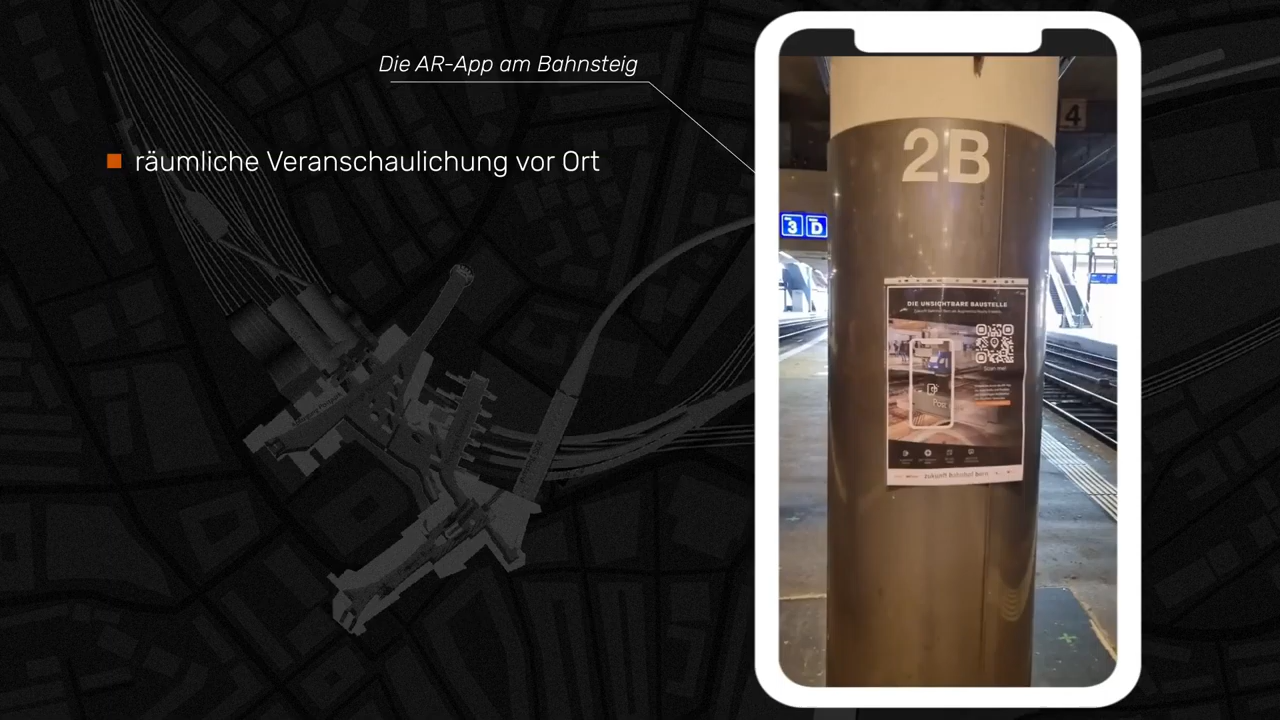 Die AR-App am Bahnsteig
räumliche Veranschaulichung vor Ort
4
2B
3 D
DIE UNSICHTBARE BAUSTELLE
Scan me!
Post
zukunft bahnhof bern